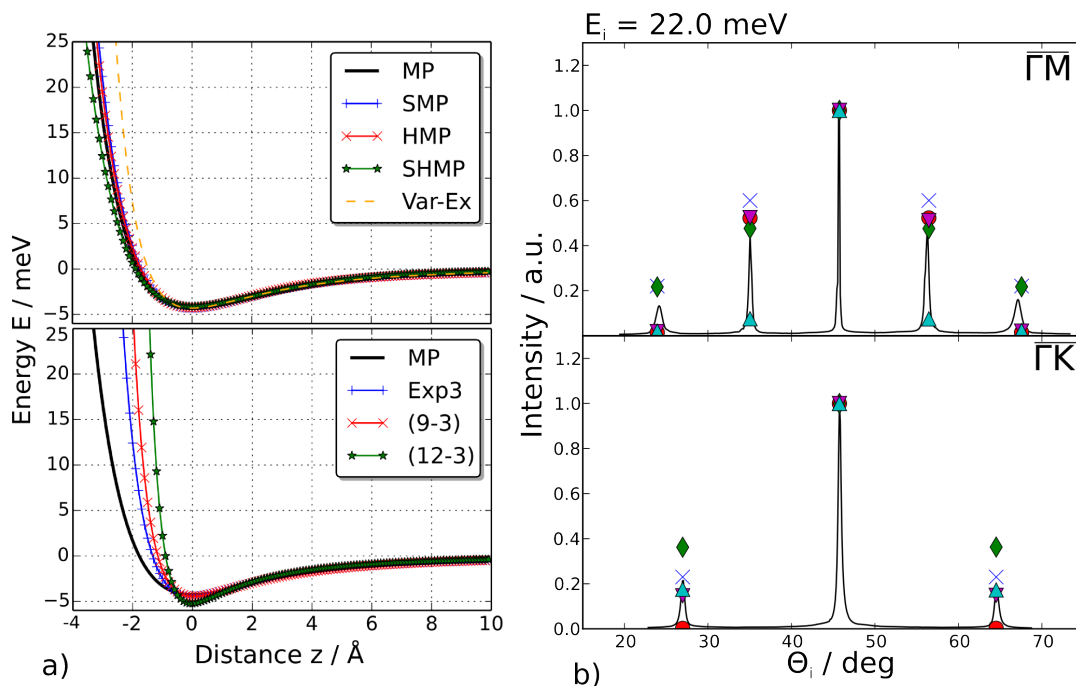 25
20
15
10
5
0
−5
MP
SMP
HMP
SHMP
Var-Ex
25
20
15
10
5
0
−5
MP
Exp3
(9-3)
(12-3)
-4
-2
0
2
4
6
8
10
Energy E / meV
Distance z / Å
a)
E_i = 22.0 meV
ΓM
1.2
1.0
0.8
0.6
0.4
0.2
ΓK
1.2
1.0
0.8
0.6
0.4
0.2
0.0
20
30
40
50
60
70
Intensity / a.u.
Θ_i / deg
b)